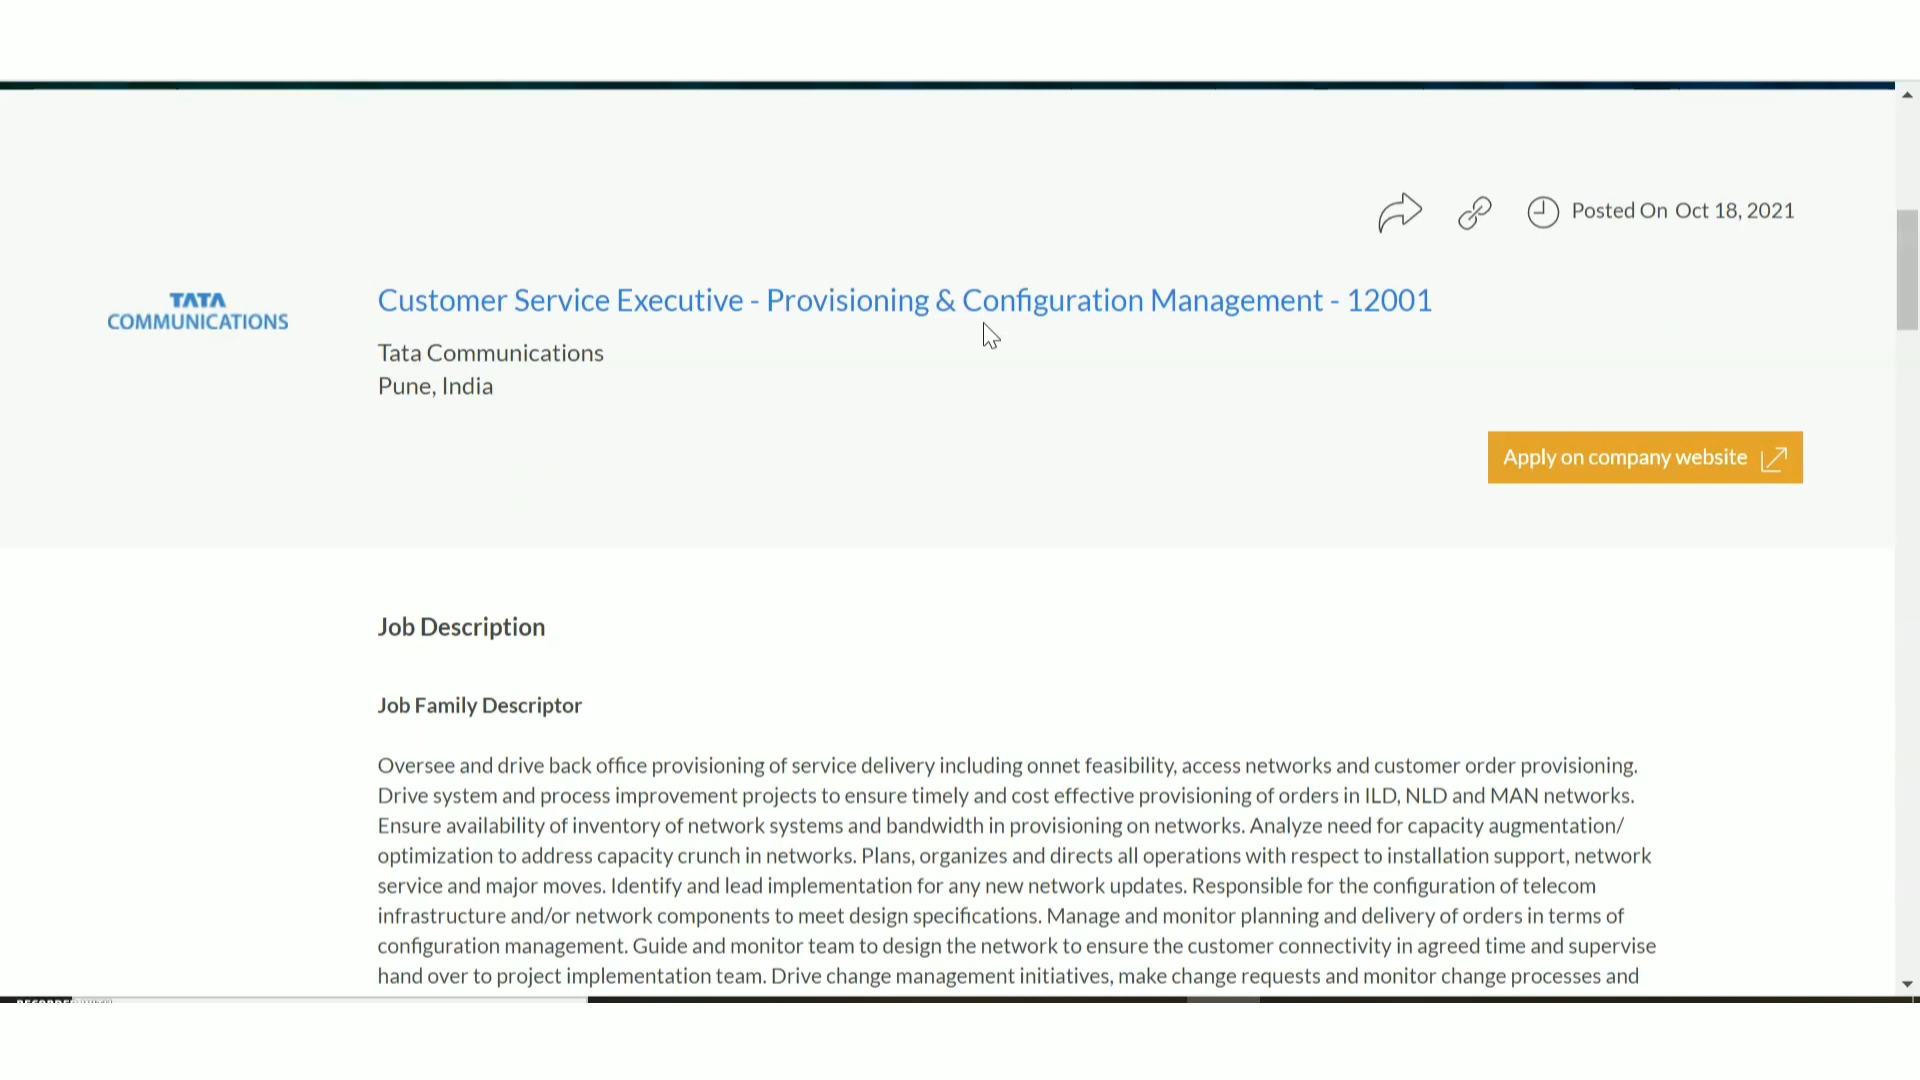 Posted On Oct 18, 2021
TATA
COMMUNICATIONS
Customer Service Executive - Provisioning & Configuration Management - 12001
Tata Communications
Pune, India
Apply on company website
Job Description
Job Family Descriptor
Oversee and drive back office provisioning of service delivery including onnet feasibility, access networks and customer order provisioning.
Drive system and process improvement projects to ensure timely and cost effective provisioning of orders in ILD, NLD and MAN networks.
Ensure availability of inventory of network systems and bandwidth in provisioning on networks. Analyze need for capacity augmentation/
optimization to address capacity crunch in networks. Plans, organizes and directs all operations with respect to installation support, network
service and major moves. Identify and lead implementation for any new network updates. Responsible for the configuration of telecom
infrastructure and/or network components to meet design specifications. Manage and monitor planning and delivery of orders in terms of
configuration management. Guide and monitor team to design the network to ensure the customer connectivity in agreed time and supervise
hand over to project implementation team. Drive change management initiatives, make change requests and monitor change processes and